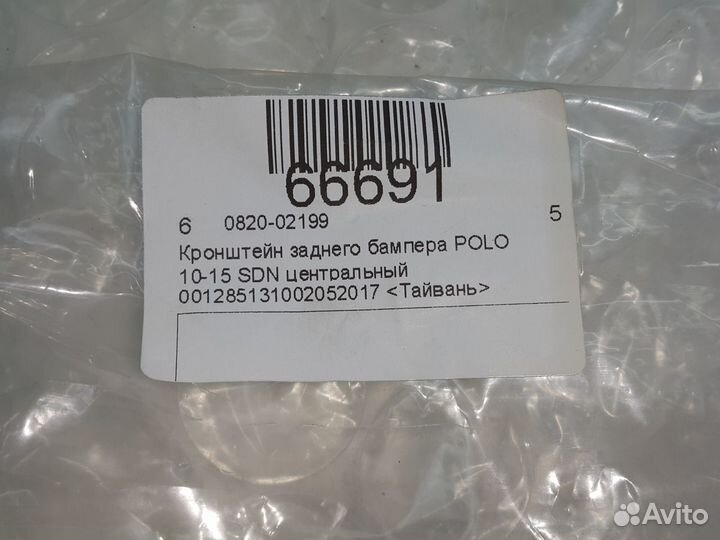 66691
6 0820-02199 5
Кронштейн заднего бампера POLO
10-15 SDN центральный
001285131002052017 <Тайвань>
Avito